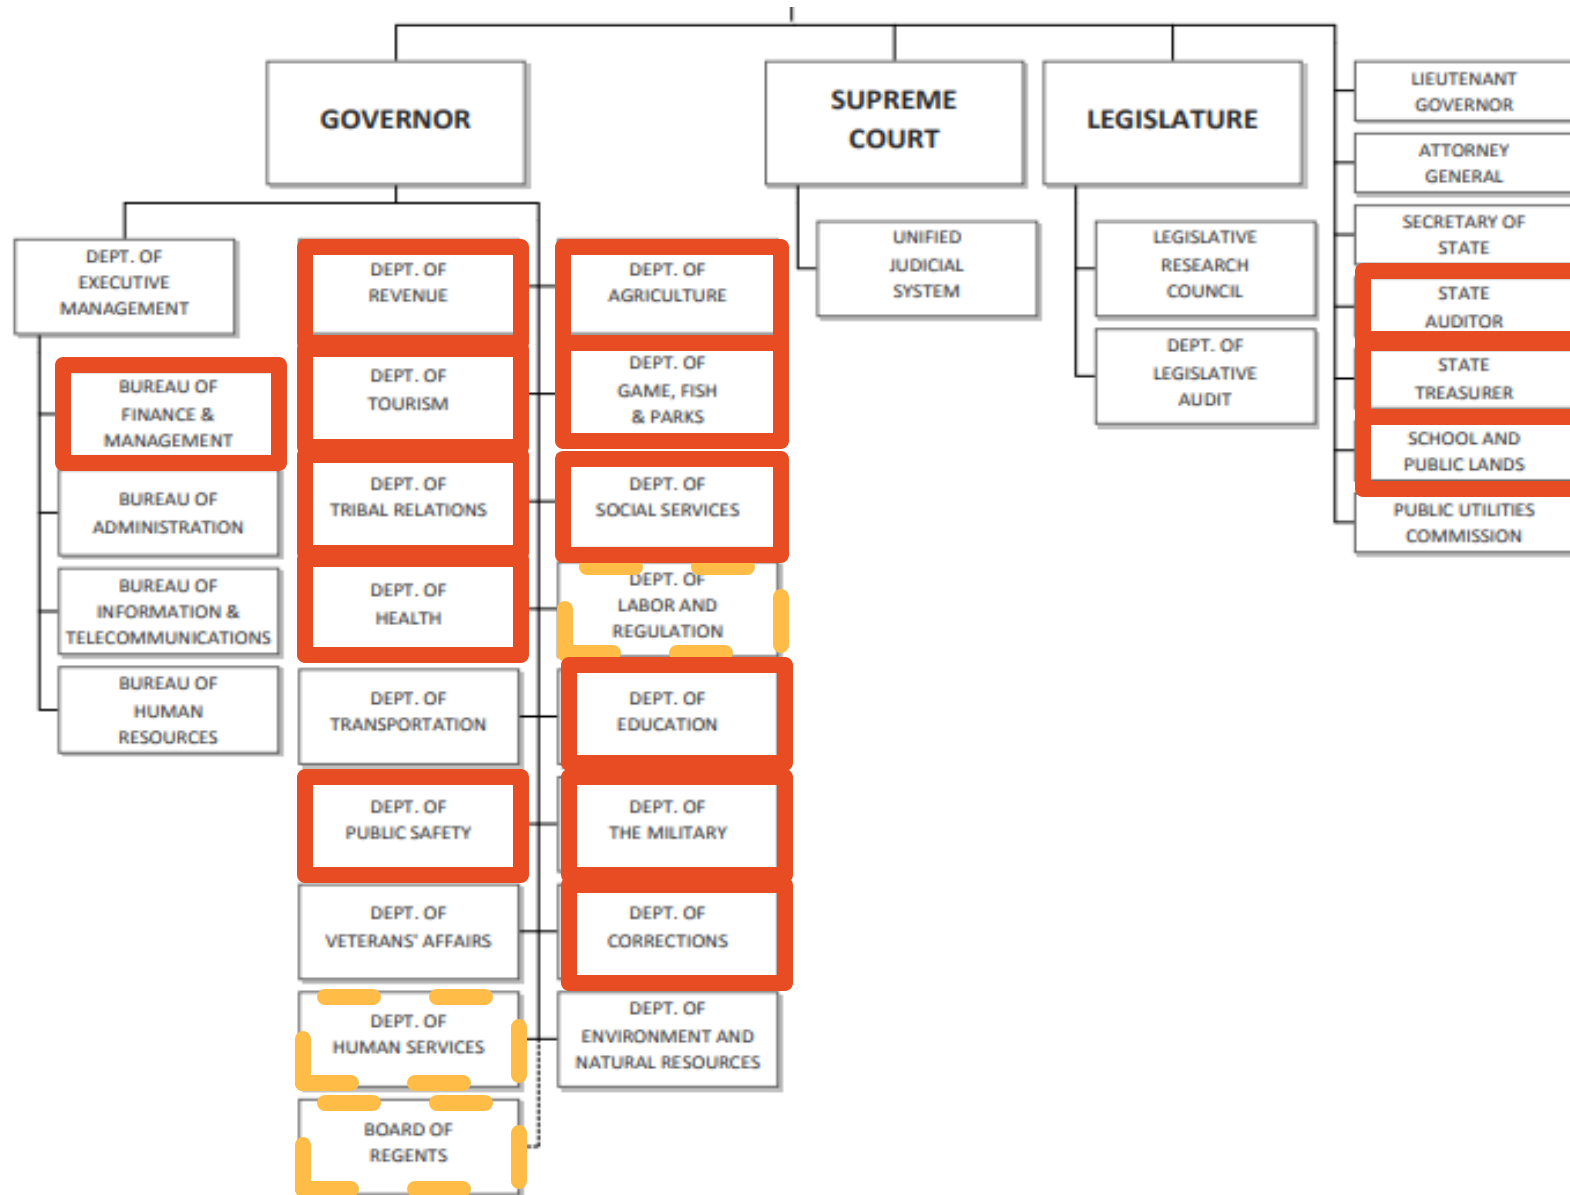 GOVERNOR
SUPREME
COURT
LEGISLATURE
LIEUTENANT
GOVERNOR
ATTORNEY
GENERAL
SECRETARY OF
STATE
STATE
AUDITOR
STATE
TREASURER
SCHOOL AND
PUBLIC LANDS
PUBLIC UTILITIES
COMMISSION
DEPT. OF
EXECUTIVE
MANAGEMENT
BUREAU OF
FINANCE &
MANAGEMENT
BUREAU OF
ADMINISTRATION
BUREAU OF
INFORMATION &
TELECOMMUNICATIONS
BUREAU OF
HUMAN
RESOURCES
DEPT. OF
REVENUE
DEPT. OF
TOURISM
DEPT. OF
TRIBAL RELATIONS
DEPT. OF
HEALTH
DEPT. OF
TRANSPORTATION
DEPT. OF
PUBLIC SAFETY
DEPT. OF
VETERANS' AFFAIRS
DEPT. OF
HUMAN SERVICES
BOARD OF
REGENTS
DEPT. OF
AGRICULTURE
DEPT. OF
GAME, FISH
& PARKS
DEPT. OF
SOCIAL SERVICES
DEPT. OF
LABOR AND
REGULATION
DEPT. OF
EDUCATION
DEPT. OF
THE MILITARY
DEPT. OF
CORRECTIONS
DEPT. OF
ENVIRONMENT AND
NATURAL RESOURCES
UNIFIED
JUDICIAL
SYSTEM
LEGISLATIVE
RESEARCH
COUNCIL
DEPT. OF
LEGISLATIVE
AUDIT